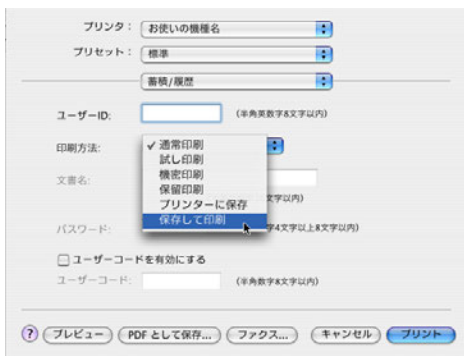 プリンタ： お使いの機種名
プリセット： 標準
蓄積/履歴
ユーザーID: (半角英数字8文字以内)
印刷方法: ✓ 通常印刷
試し印刷
機密印刷
保留印刷
プリンターに保存
保存して印刷
文書名: 文字以内)
パスワード: 字4文字以上8文字以内)
ユーザーコードを有効にする
ユーザーコード: (半角数字8文字以内)
? プレビュー PDF として保存... ファクス... キャンセル プリント